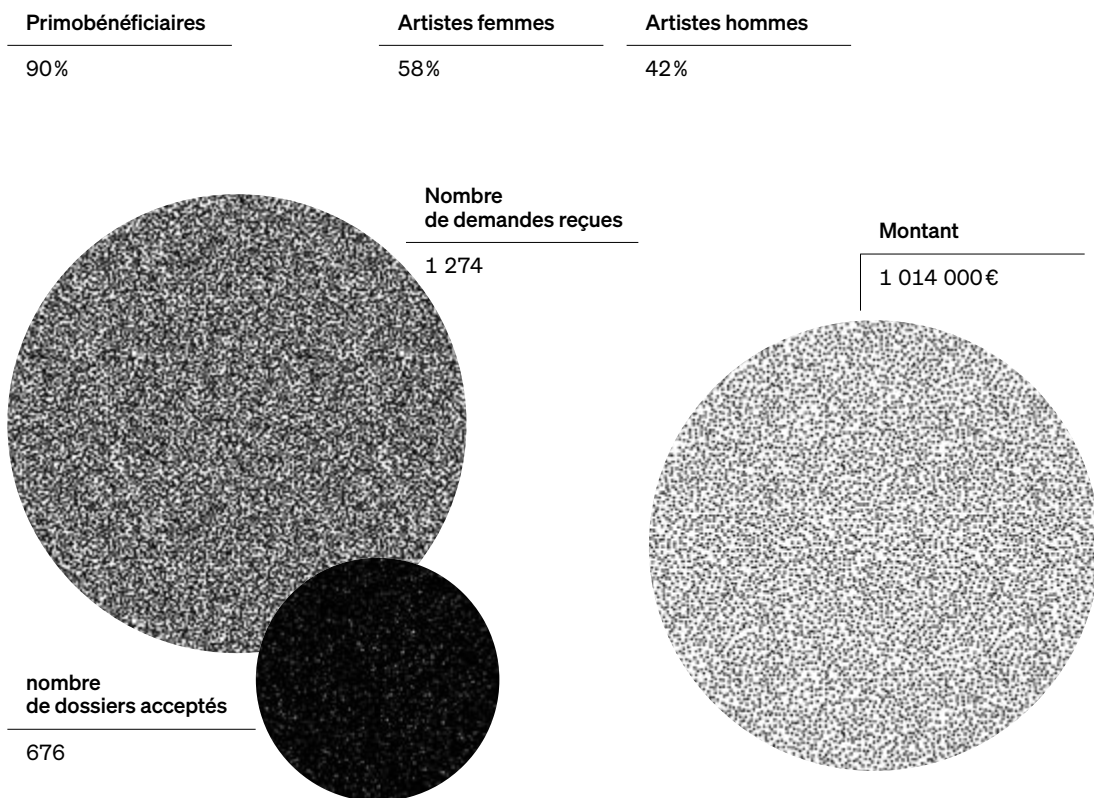 Primobénéficiaires
90%
Artistes femmes
58%
Artistes hommes
42%
Nombre
de demandes reçues
1 274
Montant
1 014 000€
nombre
de dossiers acceptés
676